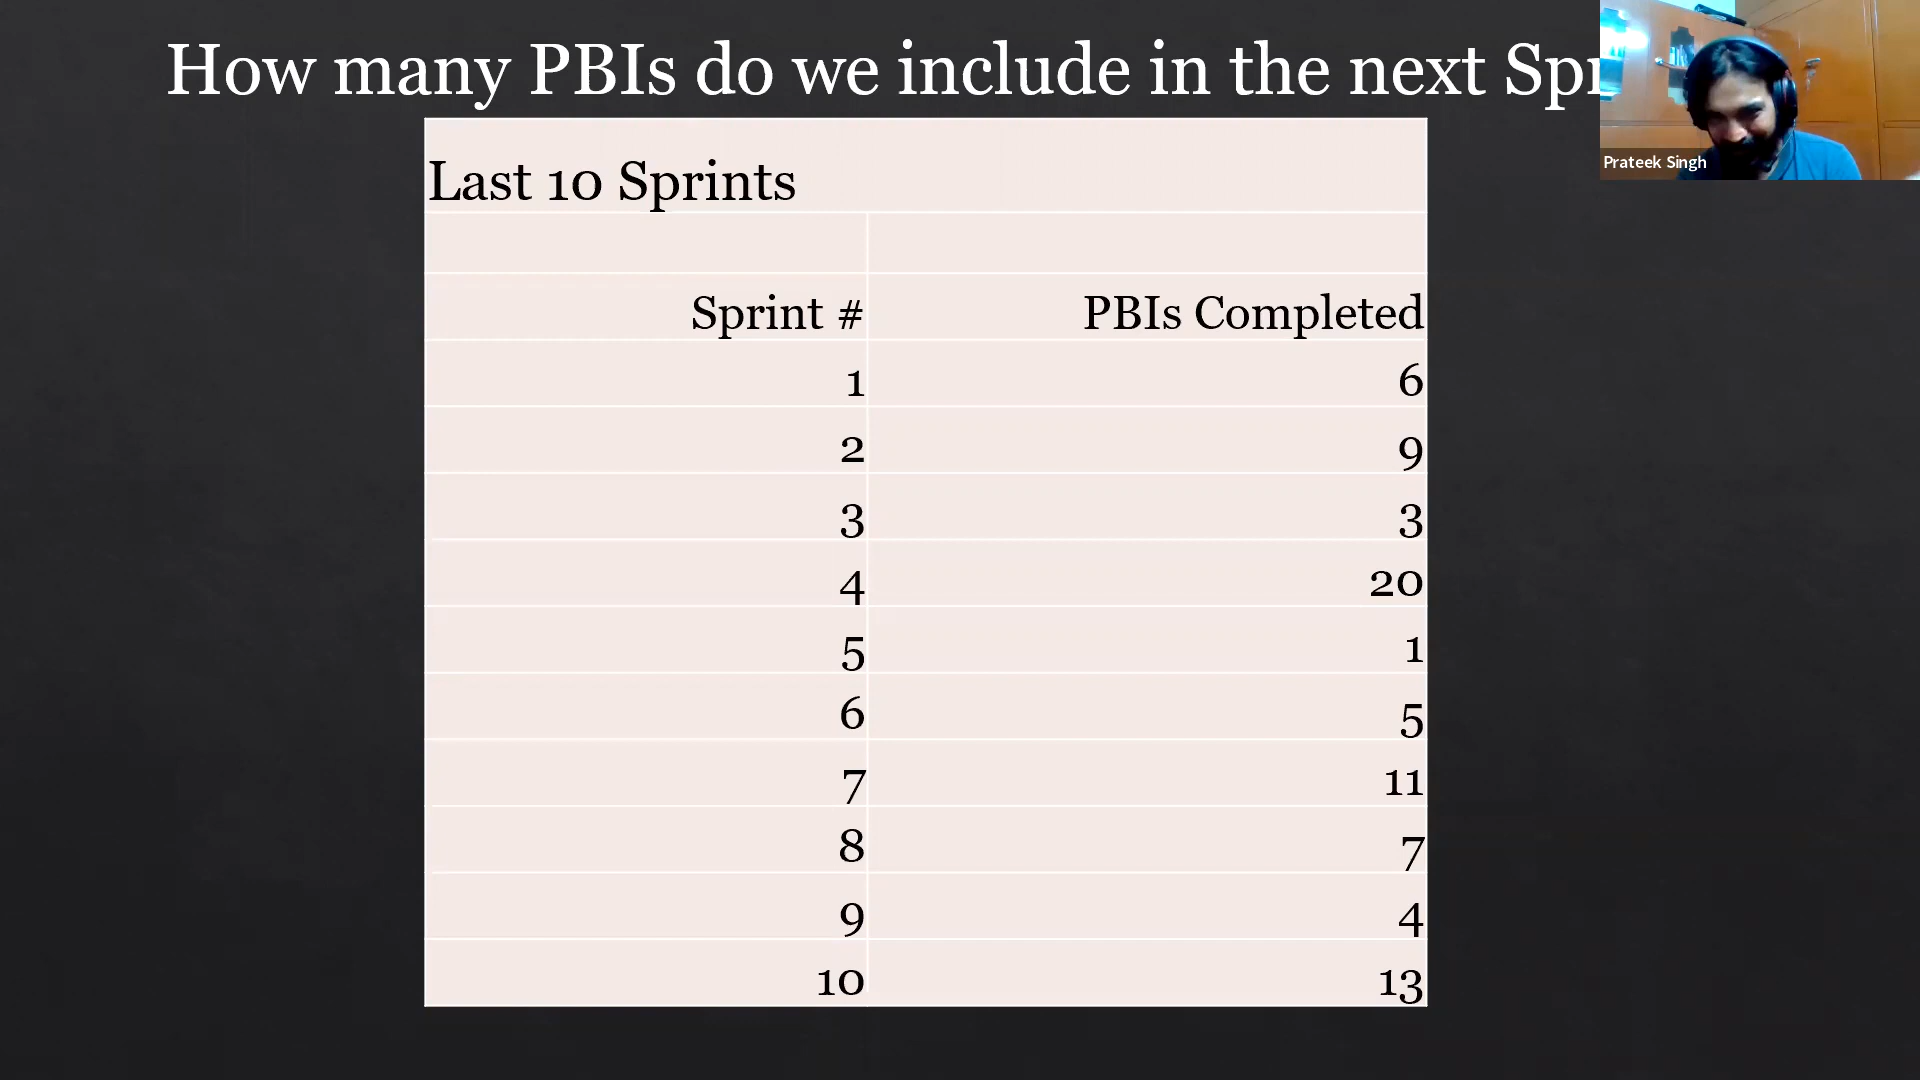 How many PBIs do we include in the next Spr
Prateek Singh
Last 10 Sprints
Sprint # PBIs Completed
1 6
2 9
3 3
4 20
5 1
6 5
7 11
8 7
9 4
10 13